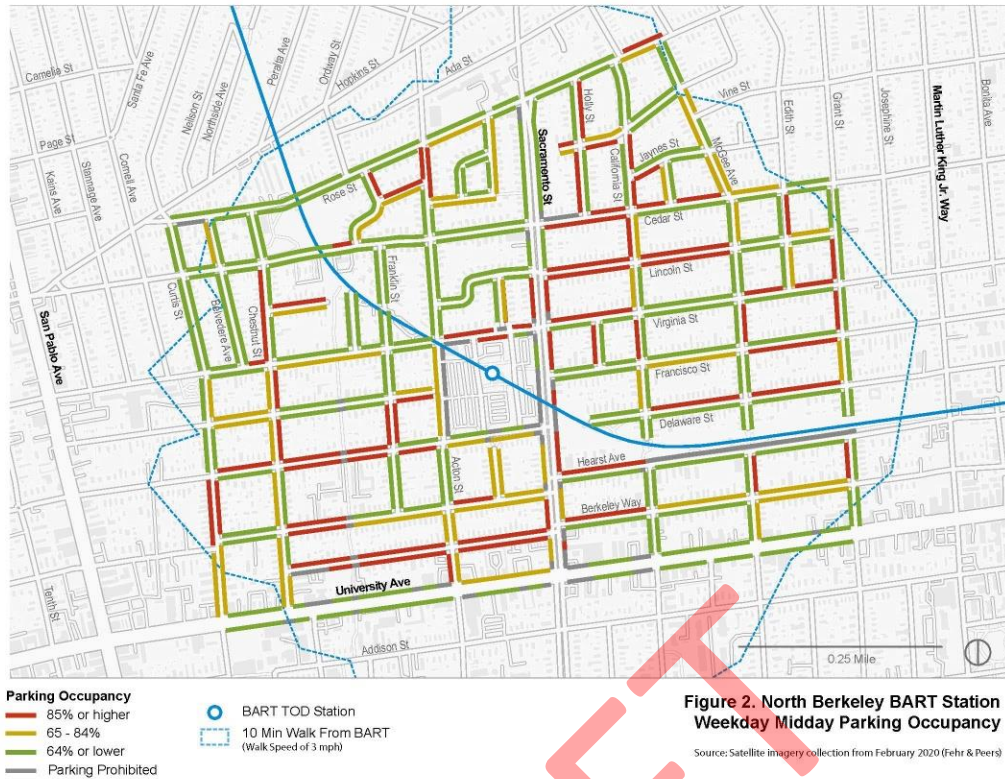 Camelia St
Santa Fe Ave
Neilson St
Northside Ave
Peralta Ave
Ordway St
Hopkins St
Ada St
Page St
Kains Ave
Stannage Ave
Cornell Ave
Rose St
Holly St
Sacramento St
California St
Jaynes St
McGee Ave
Vine St
Edith St
Grant St
Josephine St
Martin Luther King Jr. Way
Bonita Ave
Cedar St
Lincoln St
Virginia St
Francisco St
Delaware St
Hearst Ave
Berkeley Way
Curtis St
Belvedere Ave
Chestnut St
Franklin St
Acton St
San Pablo Ave
Tenth St
University Ave
Addison St
0.25 Mile
Parking Occupancy
85% or higher
65 - 84%
64% or lower
Parking Prohibited
BART TOD Station
10 Min Walk From BART
(Walk Speed of 3 mph)
Figure 2. North Berkeley BART Station
Weekday Midday Parking Occupancy
Source: Satellite imagery collection from February 2020 (Fehr & Peers)